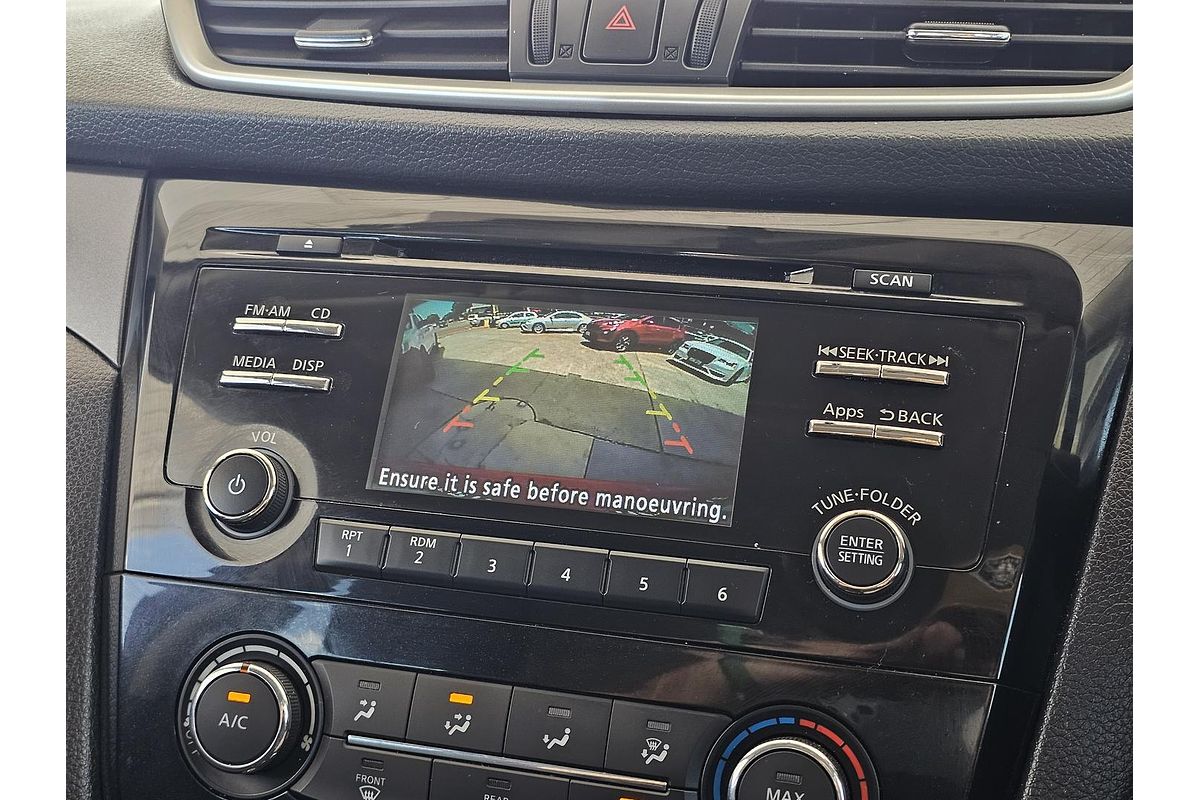 SCAN
FM·AM CD
MEDIA DISP
SEEK·TRACK
Apps BACK
VOL
Ensure it is safe before manoeuvring.
TUNE·FOLDER
ENTER
SETTING
RPT
1
RDM
2
3
4
5
6
A/C
FRONT
REAR
MAX